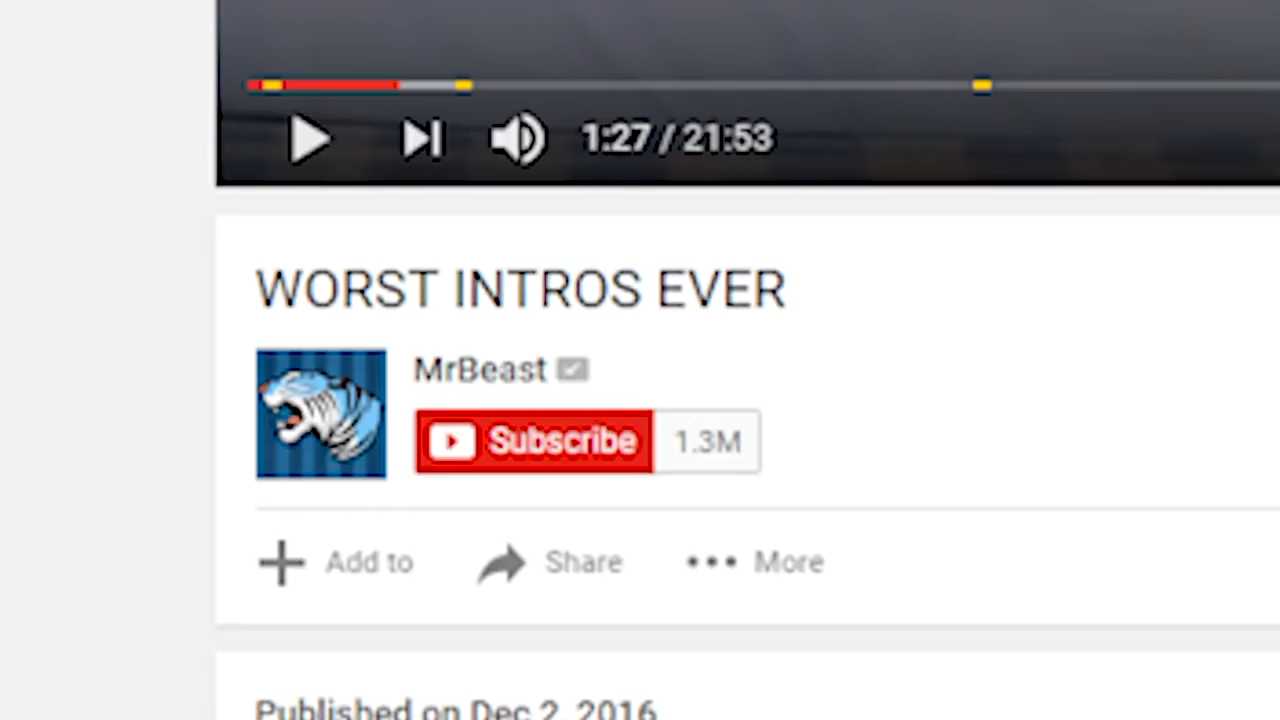 1:27 / 21:53
WORST INTROS EVER
MrBeast
Subscribe 1.3M
Add to Share More
Published on Dec 2, 2016